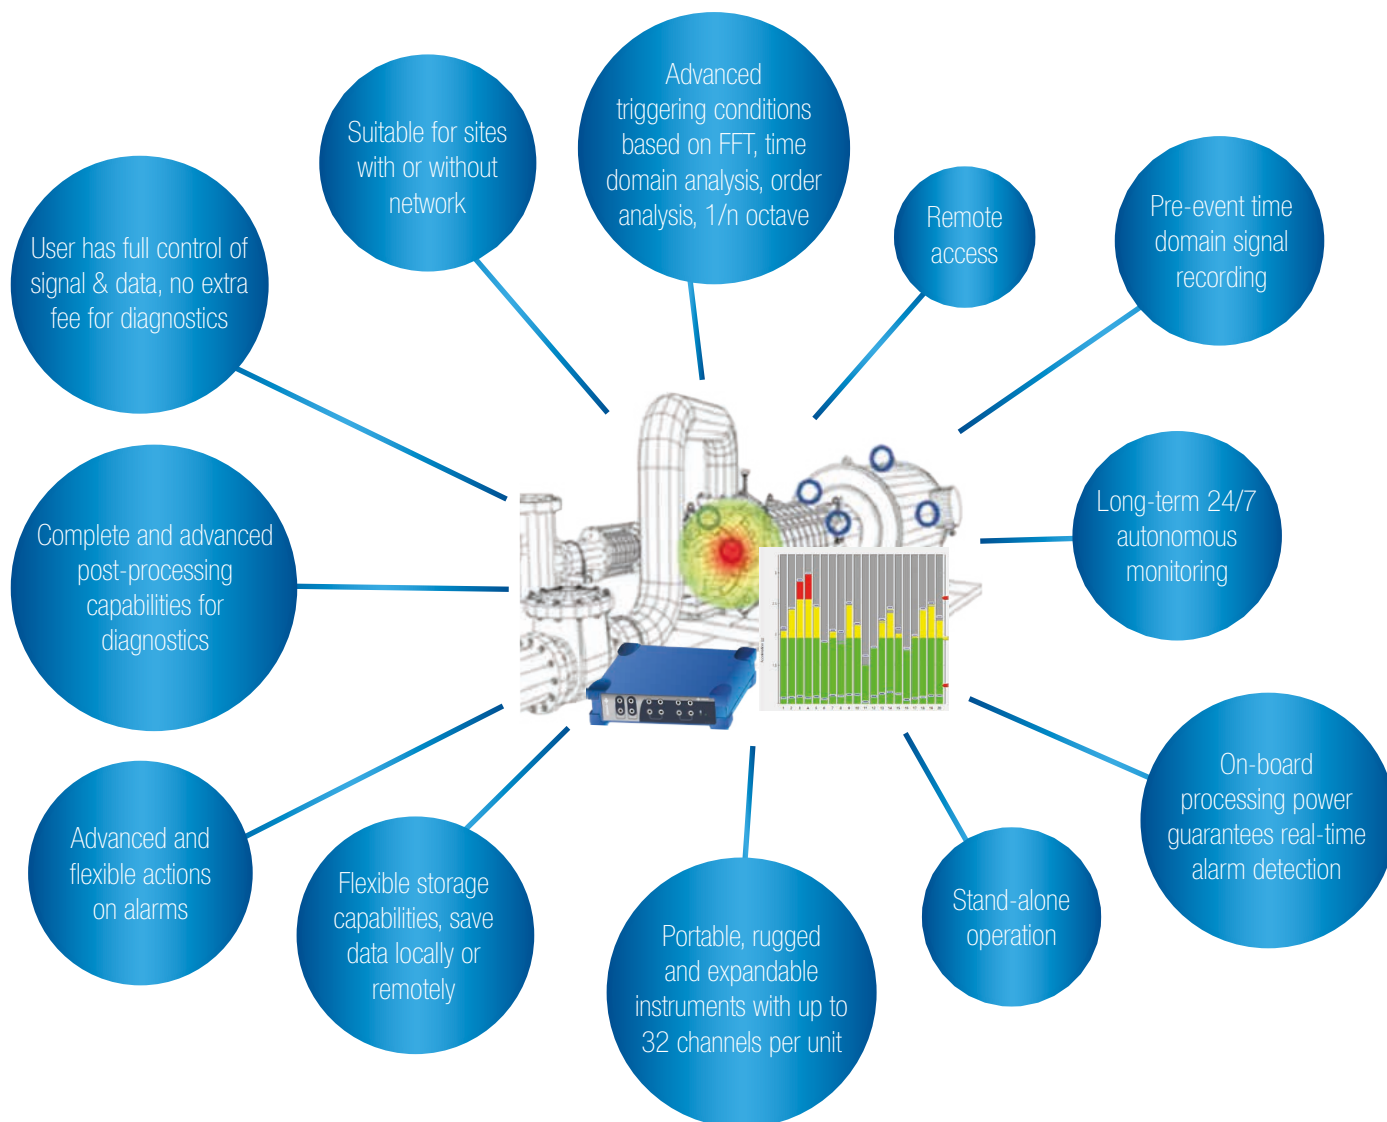 Advanced
triggering conditions
based on FFT, time
domain analysis, order
analysis, 1/n octave
Suitable for sites
with or without
network
Remote
access
Pre-event time
domain signal
recording
User has full control of
signal & data, no extra
fee for diagnostics
Long-term 24/7
autonomous
monitoring
Complete and advanced
post-processing
capabilities for
diagnostics
On-board
processing power
guarantees real-time
alarm detection
Advanced and
flexible actions
on alarms
Flexible storage
capabilities, save
data locally or
remotely
Portable, rugged
and expandable
instruments with up to
32 channels per unit
Stand-alone
operation